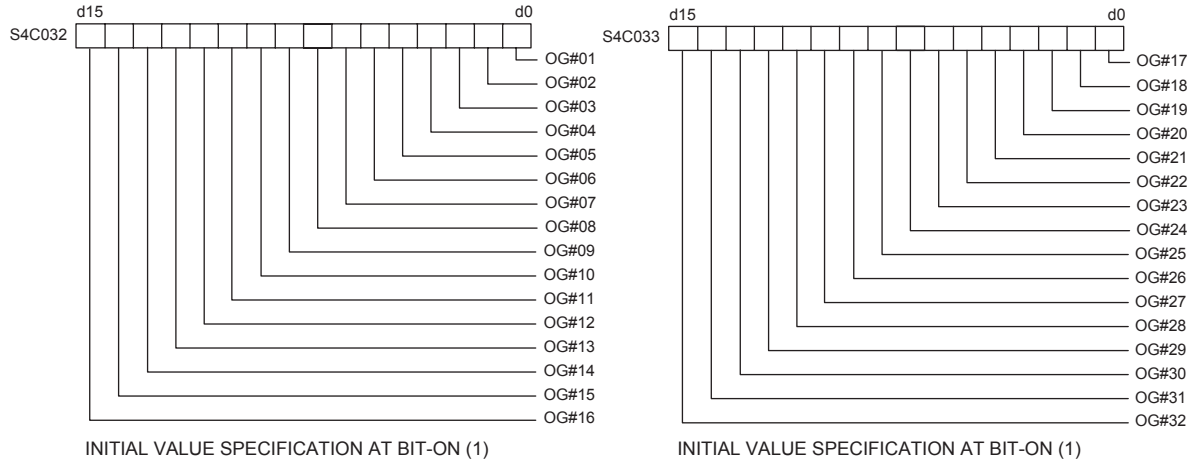 d15 d0
S4C032
OG#01
OG#02
OG#03
OG#04
OG#05
OG#06
OG#07
OG#08
OG#09
OG#10
OG#11
OG#12
OG#13
OG#14
OG#15
OG#16
INITIAL VALUE SPECIFICATION AT BIT-ON (1)
d15 d0
S4C033
OG#17
OG#18
OG#19
OG#20
OG#21
OG#22
OG#23
OG#24
OG#25
OG#26
OG#27
OG#28
OG#29
OG#30
OG#31
OG#32
INITIAL VALUE SPECIFICATION AT BIT-ON (1)